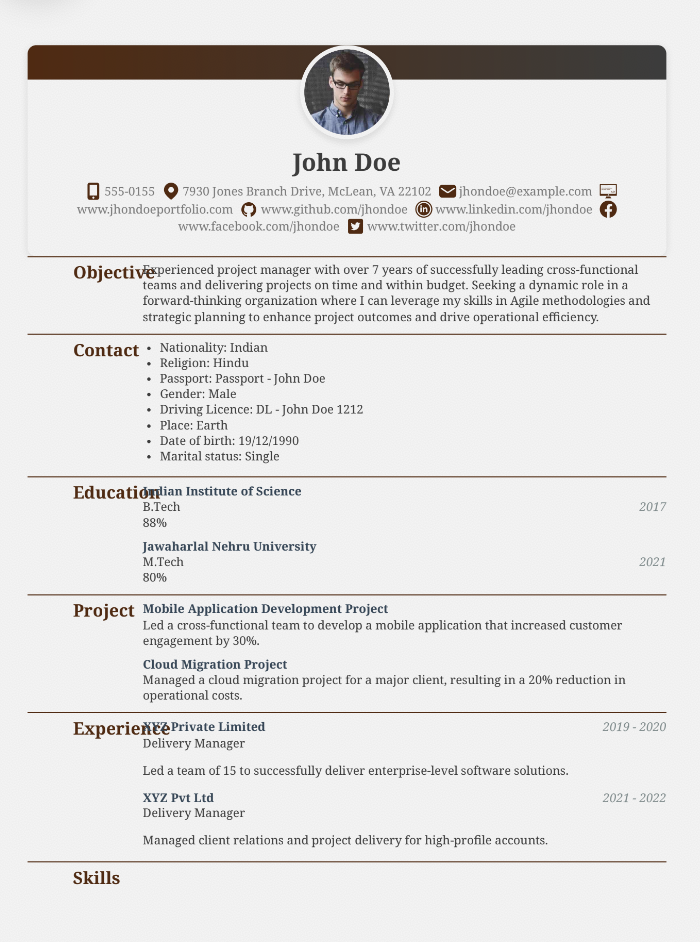 John Doe
555-0155 7930 Jones Branch Drive, McLean, VA 22102 jhondoe@example.com
www.jhondoeportfolio.com www.github.com/jhondoe www.linkedin.com/jhondoe
www.facebook.com/jhondoe www.twitter.com/jhondoe
Objective
Experienced project manager with over 7 years of successfully leading cross-functional
teams and delivering projects on time and within budget. Seeking a dynamic role in a
forward-thinking organization where I can leverage my skills in Agile methodologies and
strategic planning to enhance project outcomes and drive operational efficiency.
Contact
• Nationality: Indian
• Religion: Hindu
• Passport: Passport - John Doe
• Gender: Male
• Driving Licence: DL - John Doe 1212
• Place: Earth
• Date of birth: 19/12/1990
• Marital status: Single
Education
Indian Institute of Science
B.Tech 2017
88%
Jawaharlal Nehru University
M.Tech 2021
80%
Project
Mobile Application Development Project
Led a cross-functional team to develop a mobile application that increased customer
engagement by 30%.
Cloud Migration Project
Managed a cloud migration project for a major client, resulting in a 20% reduction in
operational costs.
Experience
XYZ Private Limited 2019 - 2020
Delivery Manager
Led a team of 15 to successfully deliver enterprise-level software solutions.
XYZ Pvt Ltd 2021 - 2022
Delivery Manager
Managed client relations and project delivery for high-profile accounts.
Skills